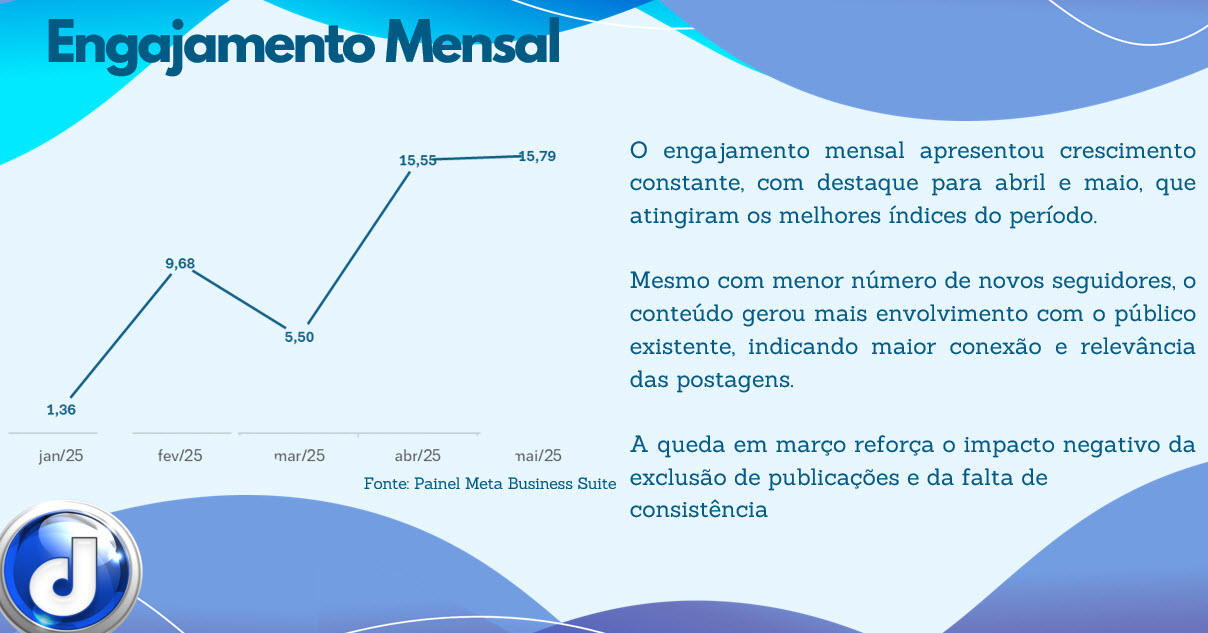 Engajamento Mensal
15,55
15,79
9,68
5,50
1,36
jan/25
fev/25
mar/25
abr/25
mai/25
Fonte: Painel Meta Business Suite
O engajamento mensal apresentou crescimento
constante, com destaque para abril e maio, que
atingiram os melhores índices do período.
Mesmo com menor número de novos seguidores, o
conteúdo gerou mais envolvimento com o público
existente, indicando maior conexão e relevância
das postagens.
A queda em março reforça o impacto negativo da
exclusão de publicações e da falta de
consistência
d